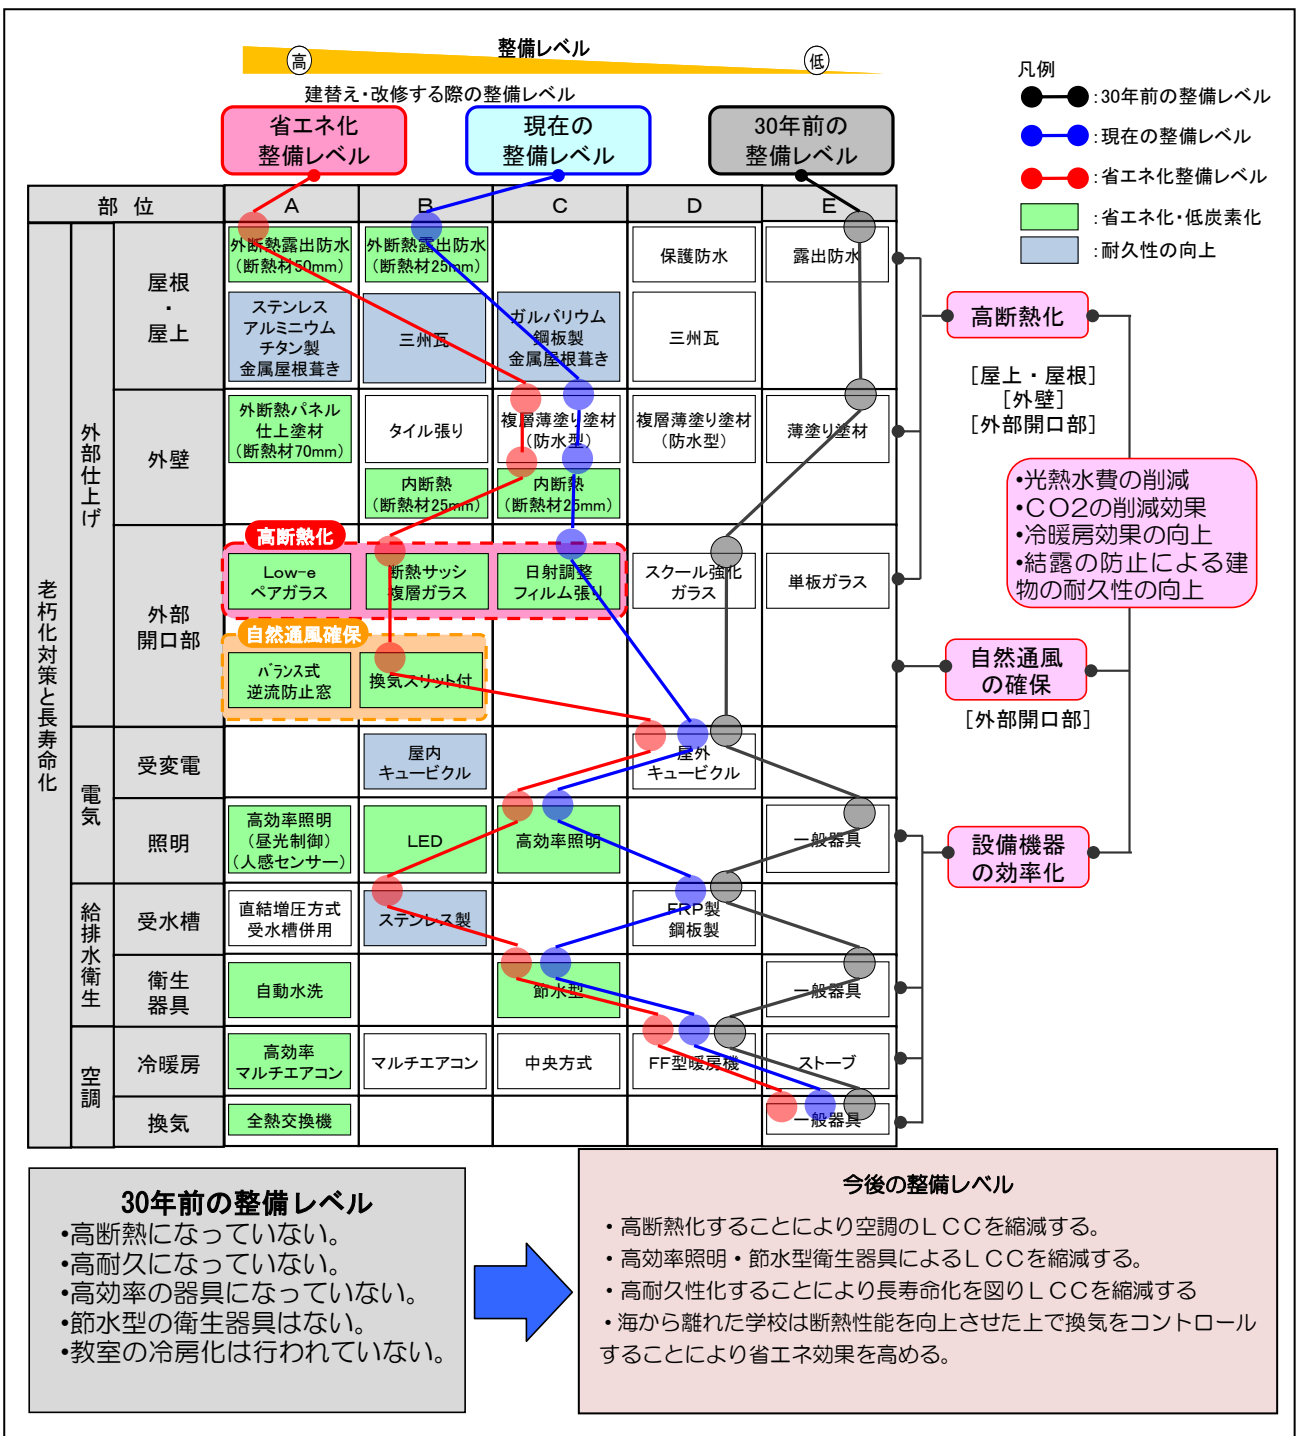 整備レベル
高
低
建替え・改修する際の整備レベル
省エネ化
整備レベル
現在の
整備レベル
30年前の
整備レベル
凡例
:30年前の整備レベル
:現在の整備レベル
:省エネ化整備レベル
:省エネ化・低炭素化
:耐久性の向上
部 位
A
B
C
D
E
老朽化対策と長寿命化
外部仕上げ
屋根
・
屋上
外断熱露出防水
(断熱材50mm)
外断熱露出防水
(断熱材25mm)
保護防水
露出防水
ステンレス
アルミニウム
チタン製
金属屋根葺き
三州瓦
ガルバリウム
鋼板製
金属屋根葺き
三州瓦
外壁
外断熱パネル
仕上塗材
(断熱材70mm)
タイル張り
複層薄塗り塗材
(防水型)
複層薄塗り塗材
(防水型)
薄塗り塗材
内断熱
(断熱材25mm)
内断熱
(断熱材25mm)
外部
開口部
高断熱化
Low-e
ペアガラス
断熱サッシ
複層ガラス
日射調整
フィルム張り
スクール強化
ガラス
単板ガラス
自然通風確保
バランス式
逆流防止窓
換気スリット付
電気
受変電
屋内
キュービクル
屋外
キュービクル
照明
高効率照明
(昼光制御)
(人感センサー)
LED
高効率照明
一般器具
給排水衛生
受水槽
直結増圧方式
受水槽併用
ステンレス製
FRP製
鋼板製
衛生
器具
自動水洗
節水型
一般器具
空調
冷暖房
高効率
マルチエアコン
マルチエアコン
中央方式
FF型暖房機
ストーブ
換気
全熱交換機
一般器具
高断熱化
[屋上・屋根]
[外壁]
[外部開口部]
•光熱水費の削減
•CO2の削減効果
•冷暖房効果の向上
•結露の防止による建
物の耐久性の向上
自然通風
の確保
[外部開口部]
設備機器
の効率化
30年前の整備レベル
•高断熱になっていない。
•高耐久になっていない。
•高効率の器具になっていない。
•節水型の衛生器具はない。
•教室の冷房化は行われていない。
今後の整備レベル
・高断熱化することにより空調のLCCを縮減する。
・高効率照明・節水型衛生器具によるLCCを縮減する。
・高耐久性化することにより長寿命化を図りLCCを縮減する
・海から離れた学校は断熱性能を向上させた上で換気をコントロール
することにより省エネ効果を高める。